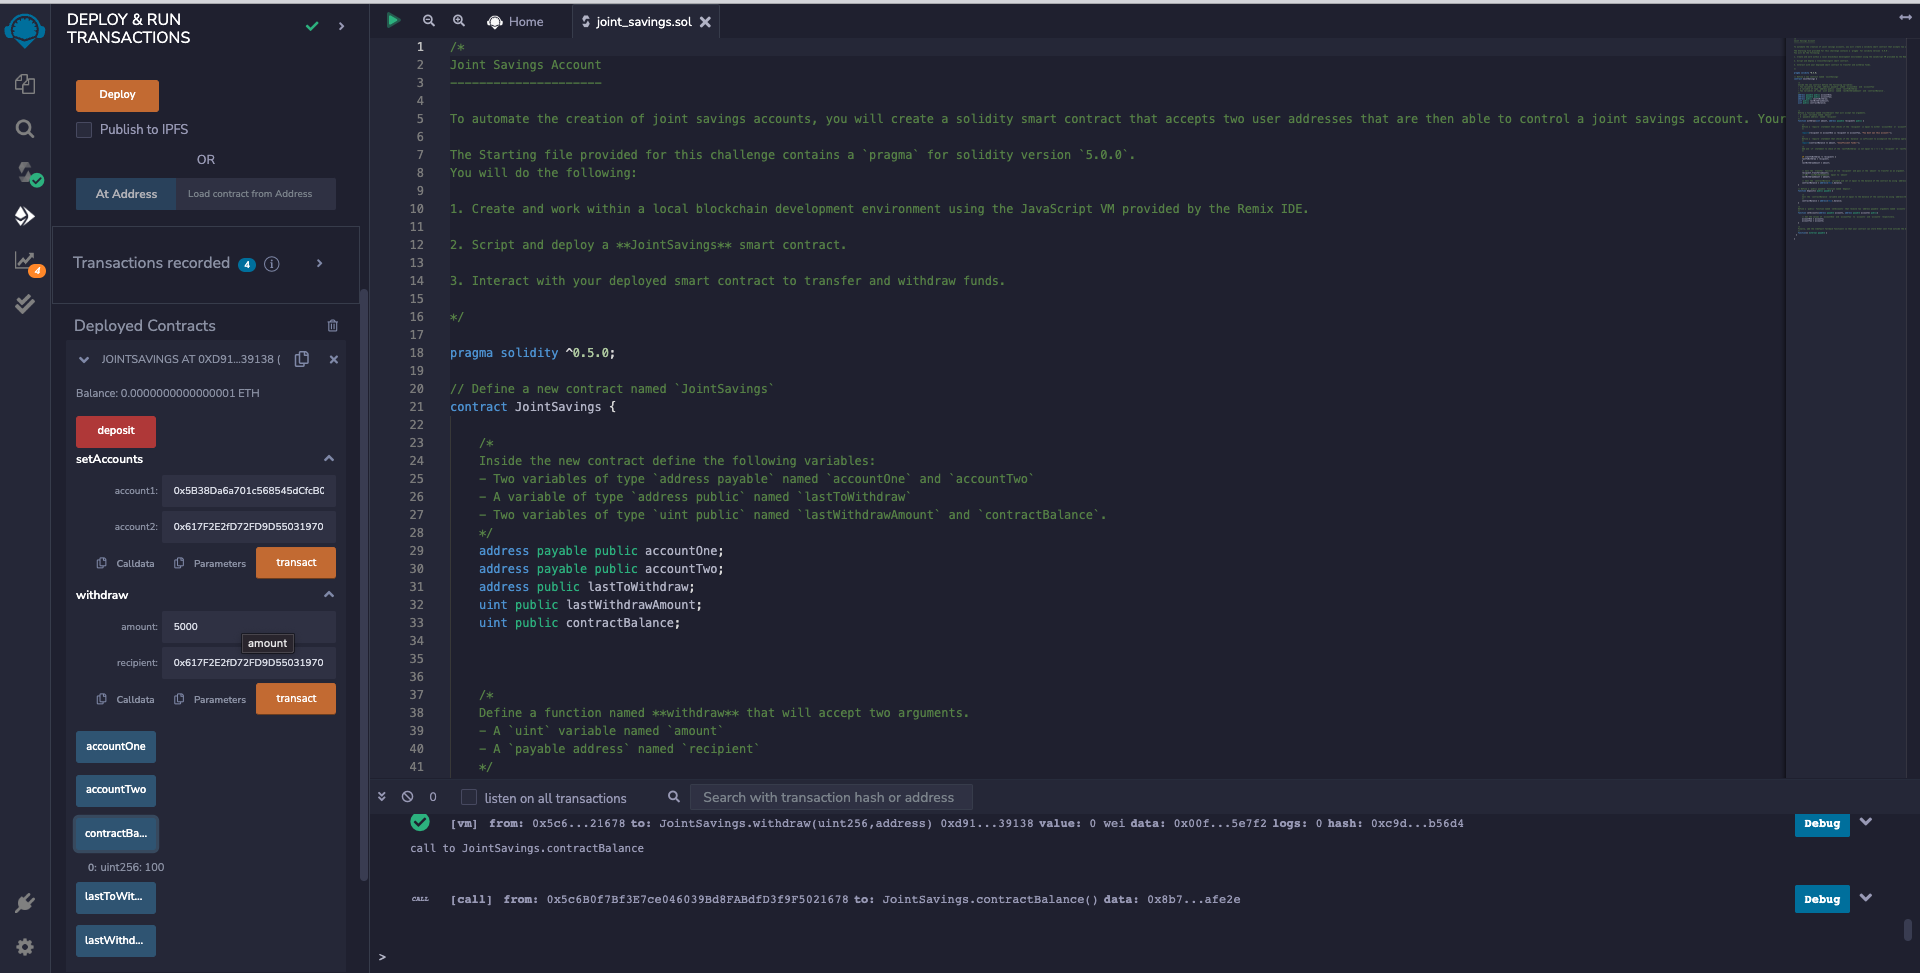 DEPLOY & RUN
TRANSACTIONS
Deploy
Publish to IPFS
OR
At Address
Load contract from Address
Transactions recorded 4 i
4
Deployed Contracts
JOINTSAVINGS AT 0XD91...39138 (
Balance: 0.0000000000000001 ETH
deposit
setAccounts
account1: 0x5B38Da6a701c568545dCfcB0
account2: 0x617F2E2fD72FD9D55031970
Calldata Parameters transact
withdraw
amount: 5000
amount
recipient: 0x617F2E2fD72FD9D55031970
Calldata Parameters transact
accountOne
accountTwo
contractBa...
0: uint256: 100
lastToWit...
lastWithd...
Home
joint_savings.sol
1 /*
2 Joint Savings Account
3 ---------------------
4
5 To automate the creation of joint savings accounts, you will create a solidity smart contract that accepts two user addresses that are then able to control a joint savings account. Your
6
7 The Starting file provided for this challenge contains a `pragma` for solidity version `5.0.0`.
8 You will do the following:
9
10 1. Create and work within a local blockchain development environment using the JavaScript VM provided by the Remix IDE.
11
12 2. Script and deploy a **JointSavings** smart contract.
13
14 3. Interact with your deployed smart contract to transfer and withdraw funds.
15
16 */
17
18 pragma solidity ^0.5.0;
19
20 // Define a new contract named `JointSavings`
21 contract JointSavings {
22
23 /*
24 Inside the new contract define the following variables:
25 - Two variables of type `address payable` named `accountOne` and `accountTwo`
26 - A variable of type `address public` named `lastToWithdraw`
27 - Two variables of type `uint public` named `lastWithdrawAmount` and `contractBalance`.
28 */
29 address payable public accountOne;
30 address payable public accountTwo;
31 address public lastToWithdraw;
32 uint public lastWithdrawAmount;
33 uint public contractBalance;
34
35
36
37 /*
38 Define a function named **withdraw** that will accept two arguments.
39 - A `uint` variable named `amount`
40 - A `payable address` named `recipient`
41 */
0 listen on all transactions Search with transaction hash or address
[vm] from: 0x5c6...21678 to: JointSavings.withdraw(uint256,address) 0xd91...39138 value: 0 wei data: 0x00f...5e7f2 logs: 0 hash: 0xc9d...b56d4 Debug
call to JointSavings.contractBalance
CALL [call] from: 0x5c6B0f7Bf3E7ce046039Bd8FABdfD3f9F5021678 to: JointSavings.contractBalance() data: 0x8b7...afe2e Debug
>